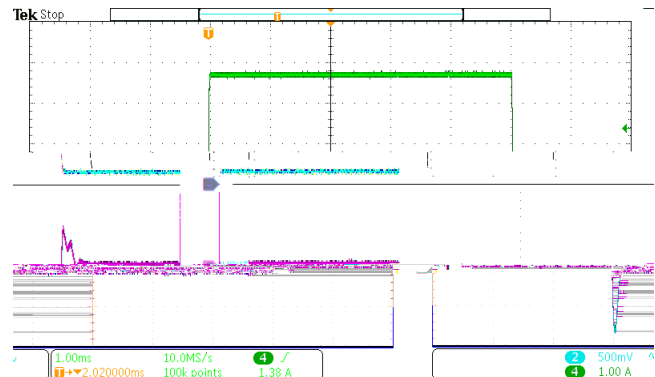 Tek Stop
T
T
1.00ms 10.0MS/s 4 2 500mV
T→▼2.020000ms 100k points 1.38 A 4 1.00 A